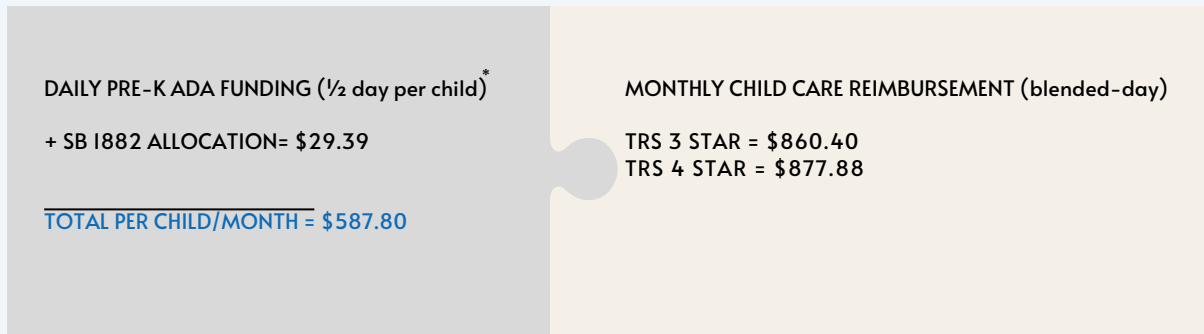 DAILY PRE-K ADA FUNDING (½ day per child)*
+ SB 1882 ALLOCATION= $29.39
TOTAL PER CHILD/MONTH = $587.80
MONTHLY CHILD CARE REIMBURSEMENT (blended-day)
TRS 3 STAR = $860.40
TRS 4 STAR = $877.88